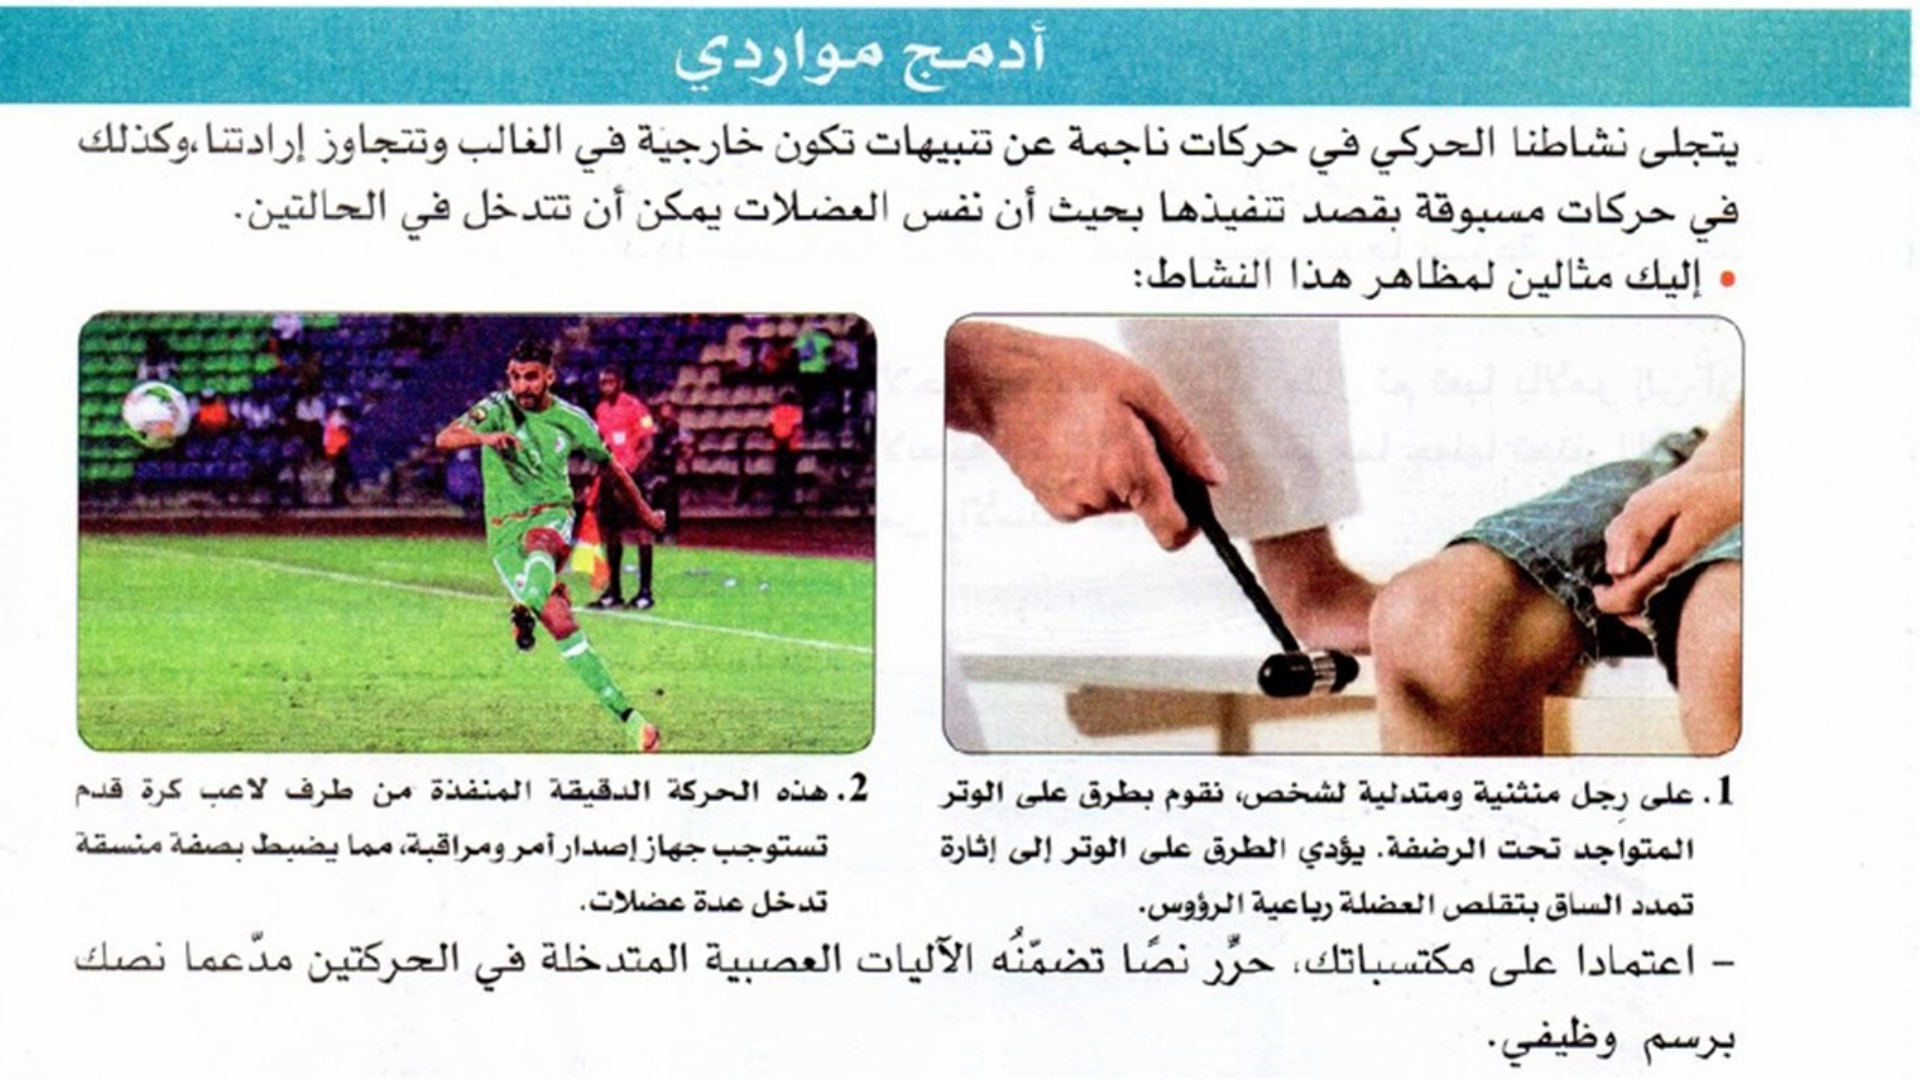 أدمج مواردي
يتجلى نشاطنا الحركي في حركات ناجمة عن تنبيهات تكون خارجية في الغالب وتتجاوز إرادتنا،وكذلك
في حركات مسبوقة بقصد تنفيذها بحيث أن نفس العضلات يمكن أن تتدخل في الحالتين.
• إليك مثالين لمظاهر هذا النشاط:
1. على رِجل منثنية ومتدلية لشخص، نقوم بطرق على الوتر
المتواجد تحت الرضفة. يؤدي الطرق على الوتر إلى إثارة
تمدد الساق بتقلص العضلة رباعية الرؤوس.
2. هذه الحركة الدقيقة المنفذة من طرف لاعب كرة قدم
تستوجب جهاز إصدار أمر ومراقبة، مما يضبط بصفة منسقة
تدخل عدة عضلات.
– اعتمادا على مكتسباتك، حرِّر نصًا تضمّنُه الآليات العصبية المتدخلة في الحركتين مدّعما نصك
برسم وظيفي.